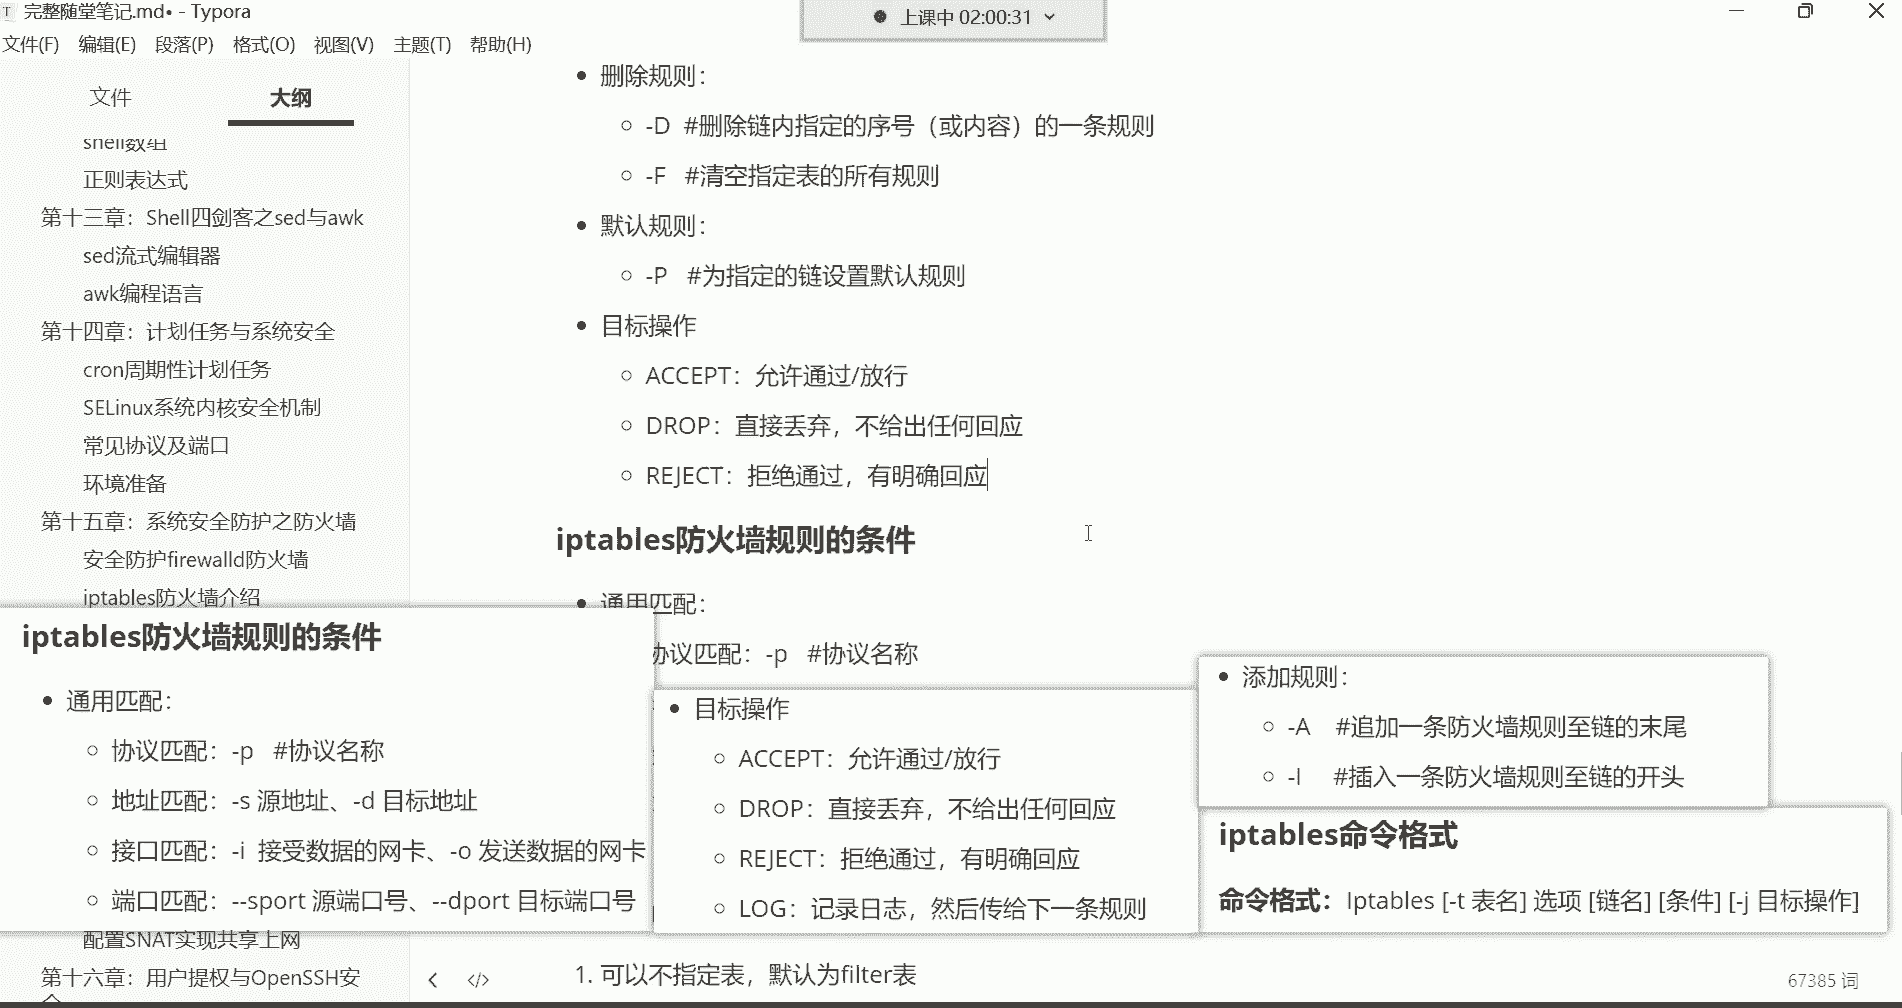 完整随堂笔记.md• - Typora
上课中 02:00:31
文件(F) 编辑(E) 段落(P) 格式(O) 视图(V) 主题(T) 帮助(H)
文件 大纲
shell数组
正则表达式
第十三章：Shell四剑客之sed与awk
sed流式编辑器
awk编程语言
第十四章：计划任务与系统安全
cron周期性计划任务
SELinux系统内核安全机制
常见协议及端口
环境准备
第十五章：系统安全防护之防火墙
安全防护firewalld防火墙
iptables防火墙介绍
配置SNAT实现共享上网
第十六章：用户提权与OpenSSH安
全
• 删除规则：
-D #删除链内指定的序号（或内容）的一条规则
-F #清空指定表的所有规则
• 默认规则：
-P #为指定的链设置默认规则
• 目标操作
ACCEPT：允许通过/放行
DROP：直接丢弃，不给出任何回应
REJECT：拒绝通过，有明确回应
iptables防火墙规则的条件
• 通用匹配：
协议匹配：-p #协议名称
1. 可以不指定表，默认为filter表
iptables防火墙规则的条件
• 通用匹配：
协议匹配：-p #协议名称
地址匹配：-s 源地址、-d 目标地址
接口匹配：-i 接受数据的网卡、-o 发送数据的网卡
端口匹配：--sport 源端口号、--dport 目标端口号
• 目标操作
ACCEPT：允许通过/放行
DROP：直接丢弃，不给出任何回应
REJECT：拒绝通过，有明确回应
LOG：记录日志，然后传给下一条规则
• 添加规则：
-A #追加一条防火墙规则至链的末尾
-I #插入一条防火墙规则至链的开头
iptables命令格式
命令格式：Iptables [-t 表名] 选项 [链名] [条件] [-j 目标操作]
67385 词